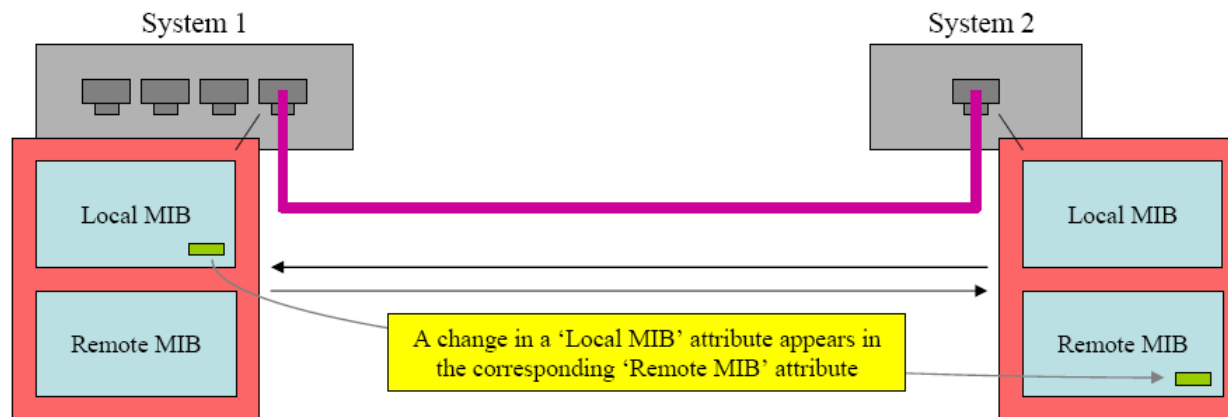 System 1
System 2
Local MIB
Local MIB
Remote MIB
A change in a ‘Local MIB’ attribute appears in
the corresponding ‘Remote MIB’ attribute
Remote MIB